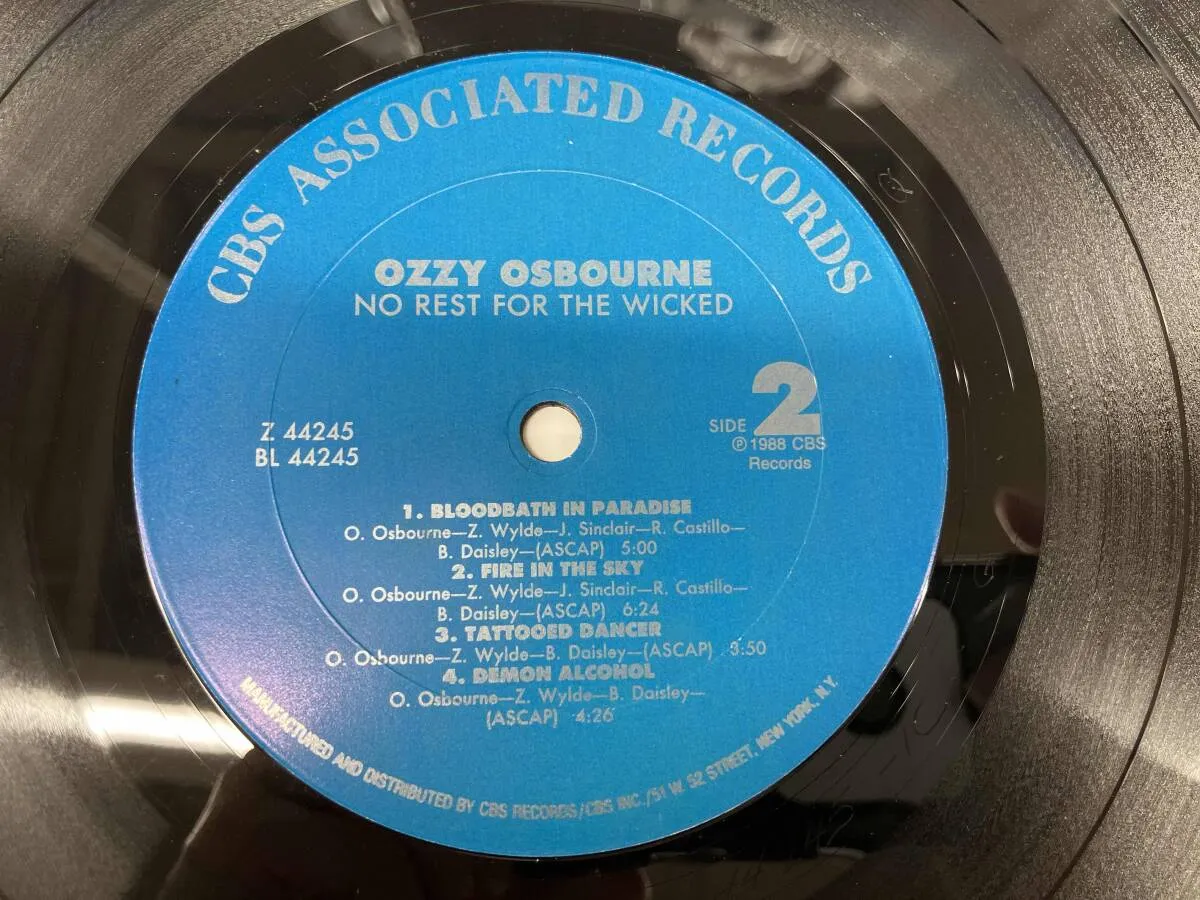 CBS ASSOCIATED RECORDS
OZZY OSBOURNE
NO REST FOR THE WICKED
Z 44245
BL 44245
SIDE 2
℗ 1988 CBS
Records
1. BLOODBATH IN PARADISE
O. Osbourne—Z. Wylde—J. Sinclair—R. Castillo—
B. Daisley—(ASCAP) 5:00
2. FIRE IN THE SKY
O. Osbourne—Z. Wylde—J. Sinclair—R. Castillo—
B. Daisley—(ASCAP) 6:24
3. TATTOOED DANCER
O. Osbourne—Z. Wylde—B. Daisley—(ASCAP) 3:50
4. DEMON ALCOHOL
O. Osbourne—Z. Wylde—B. Daisley—
(ASCAP) 4:26
MANUFACTURED AND DISTRIBUTED BY CBS RECORDS/CBS INC./51 W. 52 STREET, NEW YORK, N.Y.